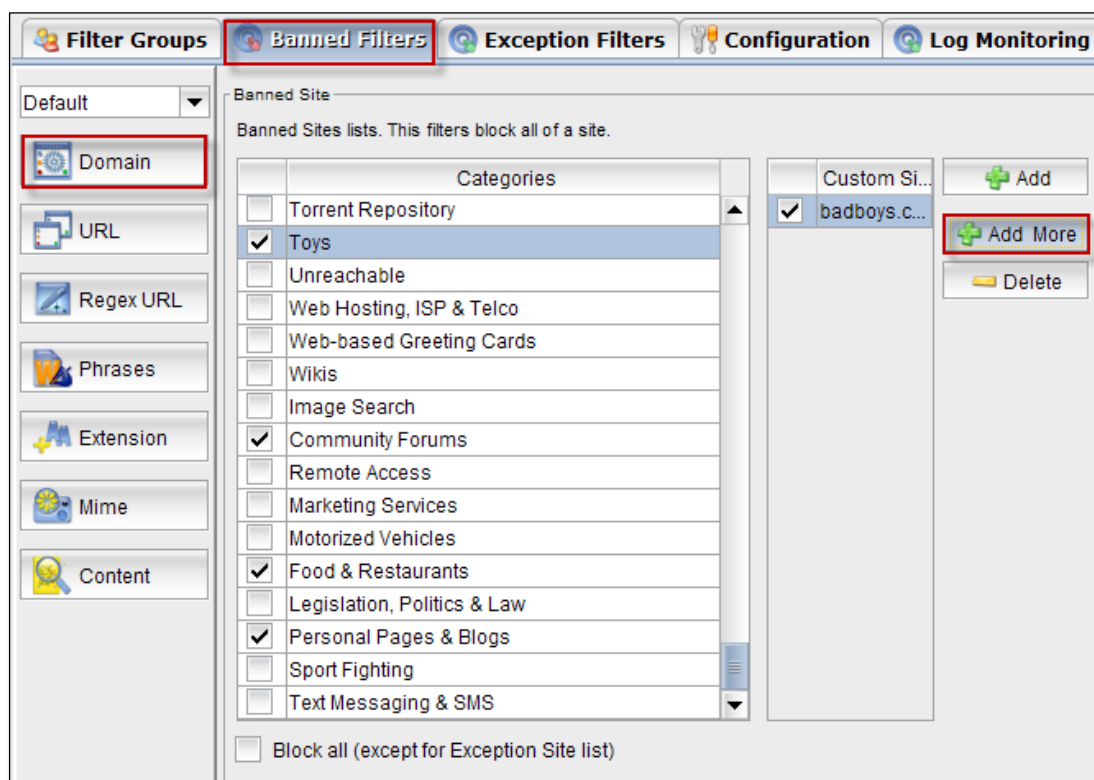 Filter Groups
Banned Filters
Exception Filters
Configuration
Log Monitoring
Default
Domain
URL
Regex URL
Phrases
Extension
Mime
Content
Banned Site
Banned Sites lists. This filters block all of a site.
Categories
Torrent Repository
Toys
Unreachable
Web Hosting, ISP & Telco
Web-based Greeting Cards
Wikis
Image Search
Community Forums
Remote Access
Marketing Services
Motorized Vehicles
Food & Restaurants
Legislation, Politics & Law
Personal Pages & Blogs
Sport Fighting
Text Messaging & SMS
Custom Si...
badboys.c...
Add
Add More
Delete
Block all (except for Exception Site list)